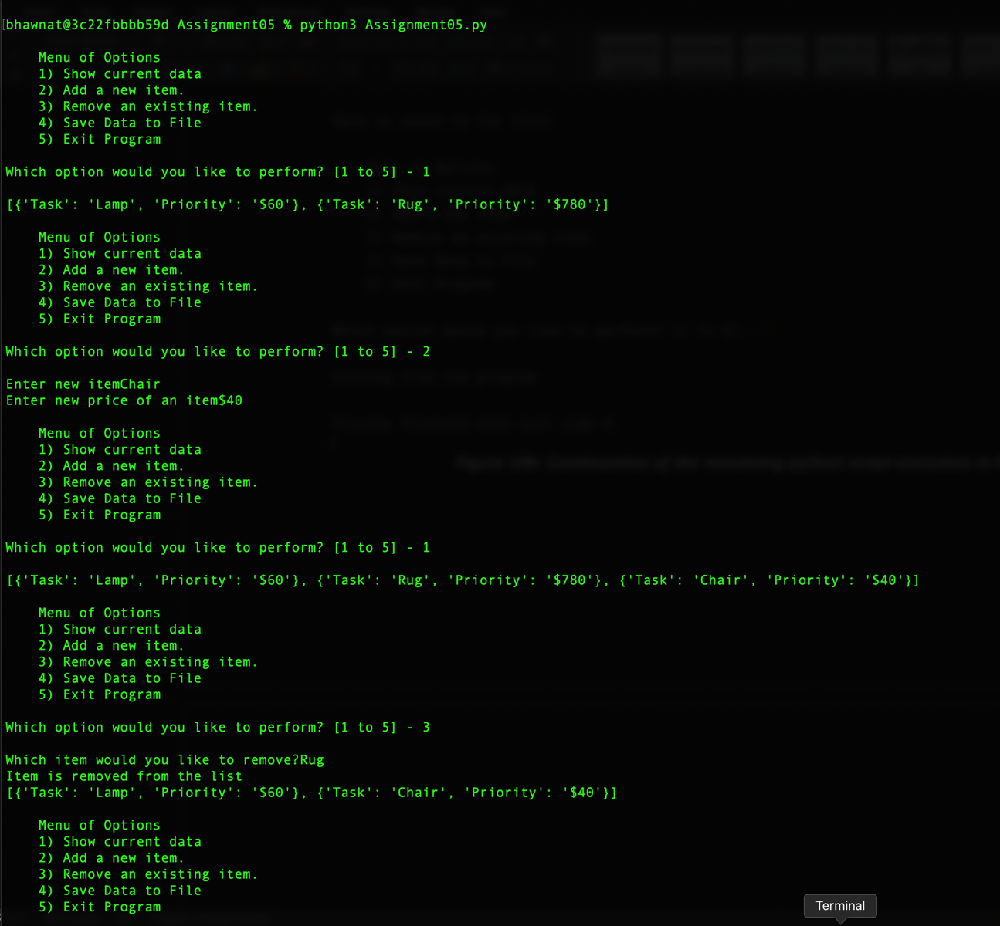 [bhawnat@3c22fbbbb59d Assignment05 % python3 Assignment05.py
Menu of Options
1) Show current data
2) Add a new item.
3) Remove an existing item.
4) Save Data to File
5) Exit Program
Which option would you like to perform? [1 to 5] - 1
[{'Task': 'Lamp', 'Priority': '$60'}, {'Task': 'Rug', 'Priority': '$780'}]
Menu of Options
1) Show current data
2) Add a new item.
3) Remove an existing item.
4) Save Data to File
5) Exit Program
Which option would you like to perform? [1 to 5] - 2
Enter new itemChair
Enter new price of an item$40
Menu of Options
1) Show current data
2) Add a new item.
3) Remove an existing item.
4) Save Data to File
5) Exit Program
Which option would you like to perform? [1 to 5] - 1
[{'Task': 'Lamp', 'Priority': '$60'}, {'Task': 'Rug', 'Priority': '$780'}, {'Task': 'Chair', 'Priority': '$40'}]
Menu of Options
1) Show current data
2) Add a new item.
3) Remove an existing item.
4) Save Data to File
5) Exit Program
Which option would you like to perform? [1 to 5] - 3
Which item would you like to remove?Rug
Item is removed from the list
[{'Task': 'Lamp', 'Priority': '$60'}, {'Task': 'Chair', 'Priority': '$40'}]
Menu of Options
1) Show current data
2) Add a new item.
3) Remove an existing item.
4) Save Data to File
5) Exit Program
Terminal